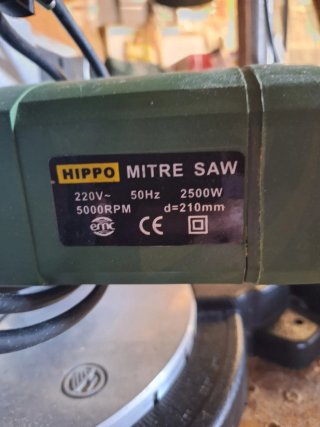 HIPPO MITRE SAW
220V~ 50Hz 2500W
5000RPM d=210mm
emc CE